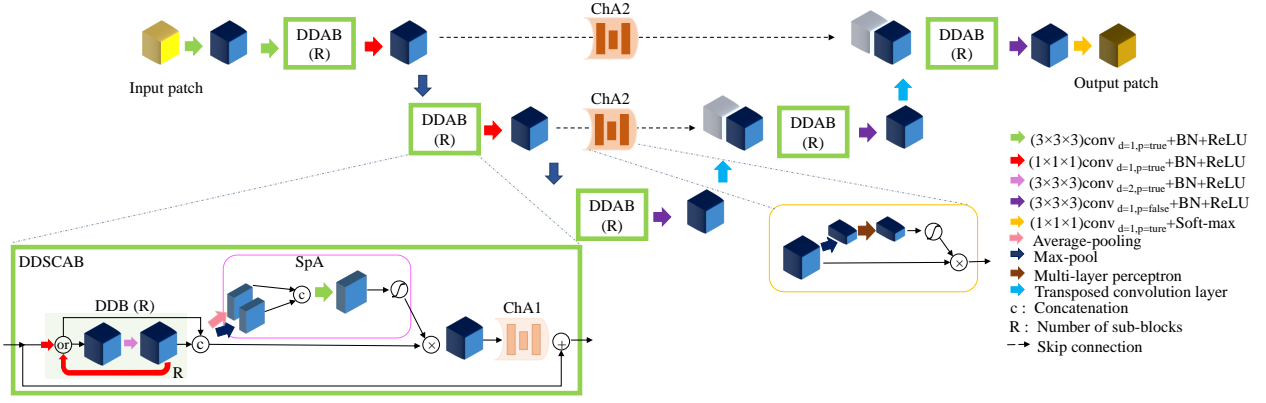 ChA2
DDAB
(R)
DDAB
(R)
Input patch
Output patch
ChA2
DDAB
(R)
DDAB
(R)
DDAB
(R)
(3×3×3)conv d=1,p=true+BN+ReLU
(1×1×1)conv d=1,p=true+BN+ReLU
(3×3×3)conv d=2,p=true+BN+ReLU
(3×3×3)conv d=1,p=false+BN+ReLU
(1×1×1)conv d=1,p=ture+Soft-max
Average-pooling
Max-pool
Multi-layer perceptron
Transposed convolution layer
c : Concatenation
R : Number of sub-blocks
Skip connection
DDSCAB
SpA
c
DDB (R)
ChA1
or
c
×
+
×
R